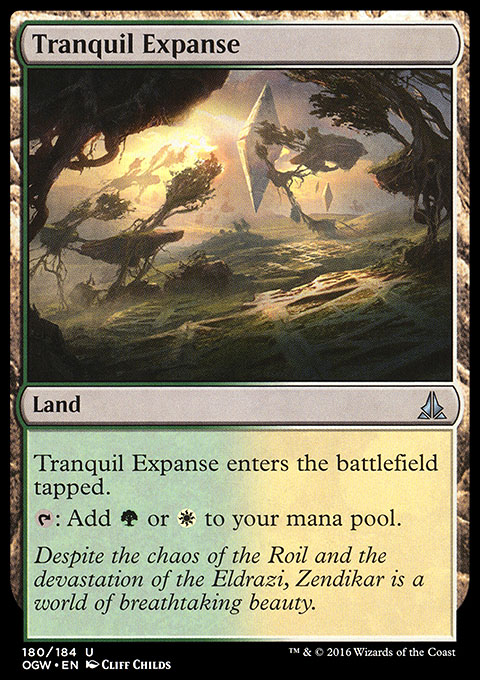 Tranquil Expanse
Land
Tranquil Expanse enters the battlefield
tapped.
: Add or to your mana pool.
Despite the chaos of the Roil and the
devastation of the Eldrazi, Zendikar is a
world of breathtaking beauty.
180/184 U
OGW • EN Cliff Childs
™ & © 2016 Wizards of the Coast